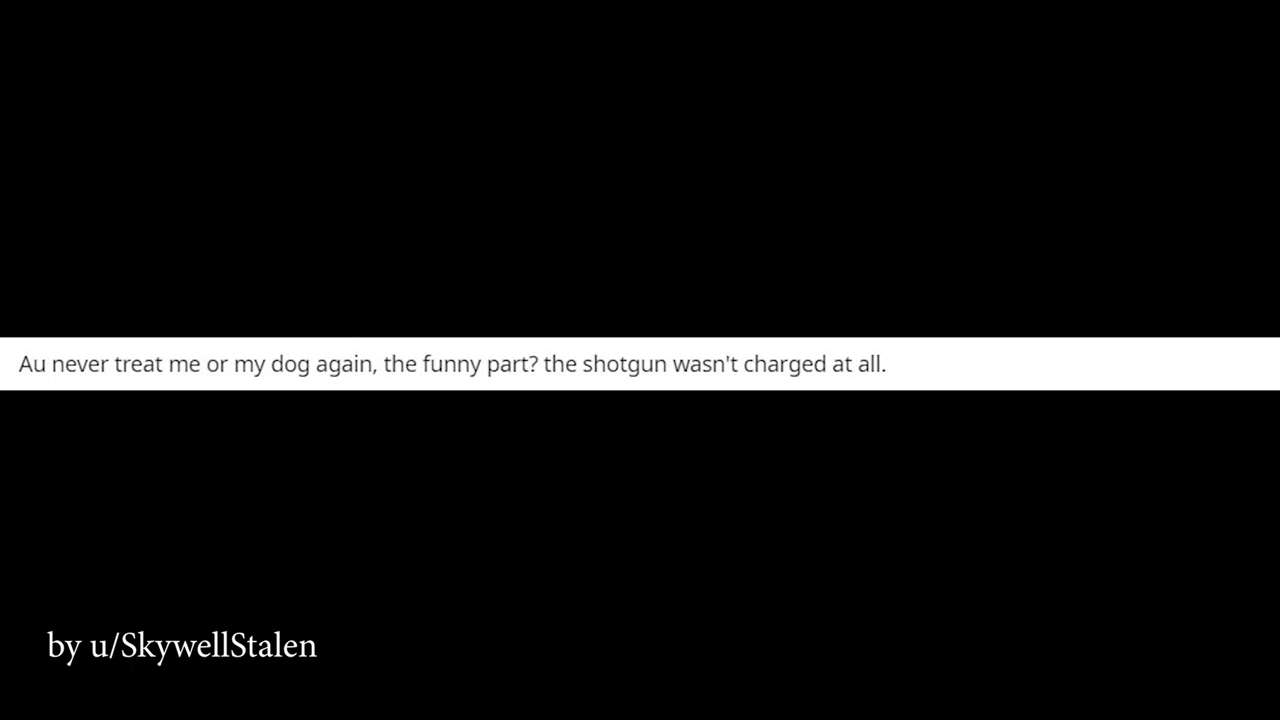 Au never treat me or my dog again, the funny part? the shotgun wasn't charged at all.
by u/SkywellStalen